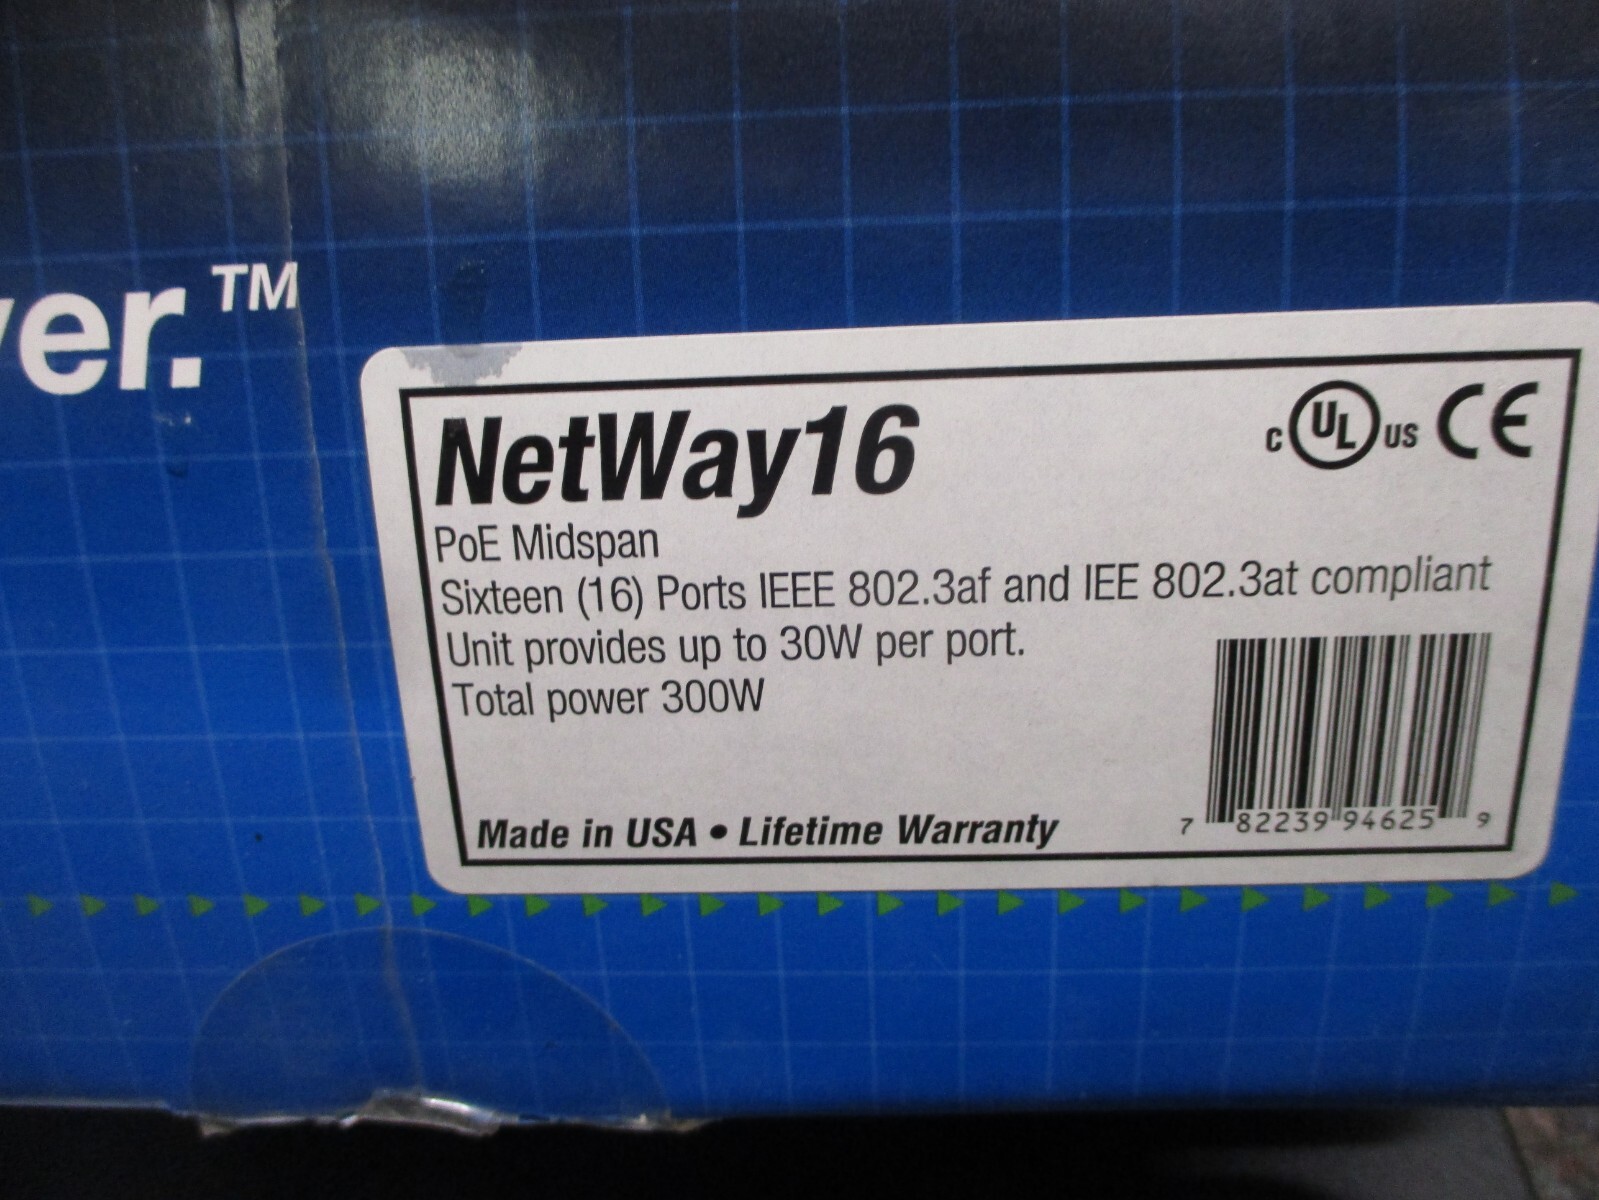 er.™
NetWay16
c UL us CE
PoE Midspan
Sixteen (16) Ports IEEE 802.3af and IEE 802.3at compliant
Unit provides up to 30W per port.
Total power 300W
Made in USA • Lifetime Warranty
7 82239 94625 9